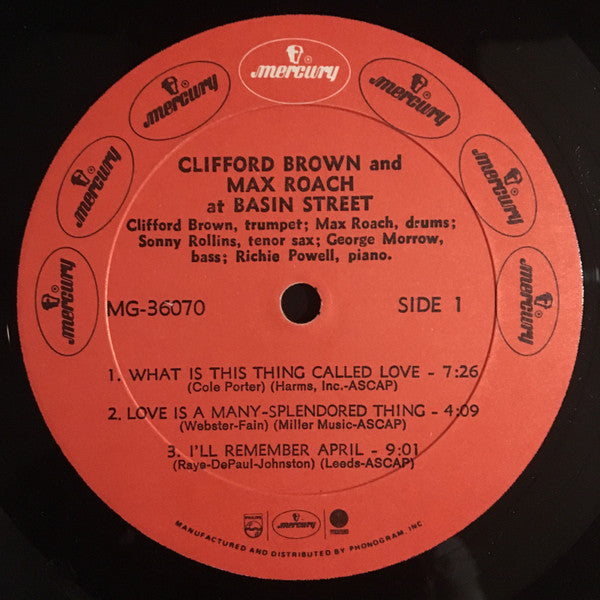 mercury
mercury
mercury
mercury
mercury
mercury
mercury
CLIFFORD BROWN and
MAX ROACH
at BASIN STREET
Clifford Brown, trumpet; Max Roach, drums;
Sonny Rollins, tenor sax; George Morrow,
bass; Richie Powell, piano.
MG-36070
SIDE 1
1. WHAT IS THIS THING CALLED LOVE - 7:26
(Cole Porter) (Harms, Inc.-ASCAP)
2. LOVE IS A MANY-SPLENDORED THING - 4:09
(Webster-Fain) (Miller Music-ASCAP)
3. I'LL REMEMBER APRIL - 9:01
(Raye-DePaul-Johnston) (Leeds-ASCAP)
mercury
MANUFACTURED AND DISTRIBUTED BY PHONOGRAM, INC